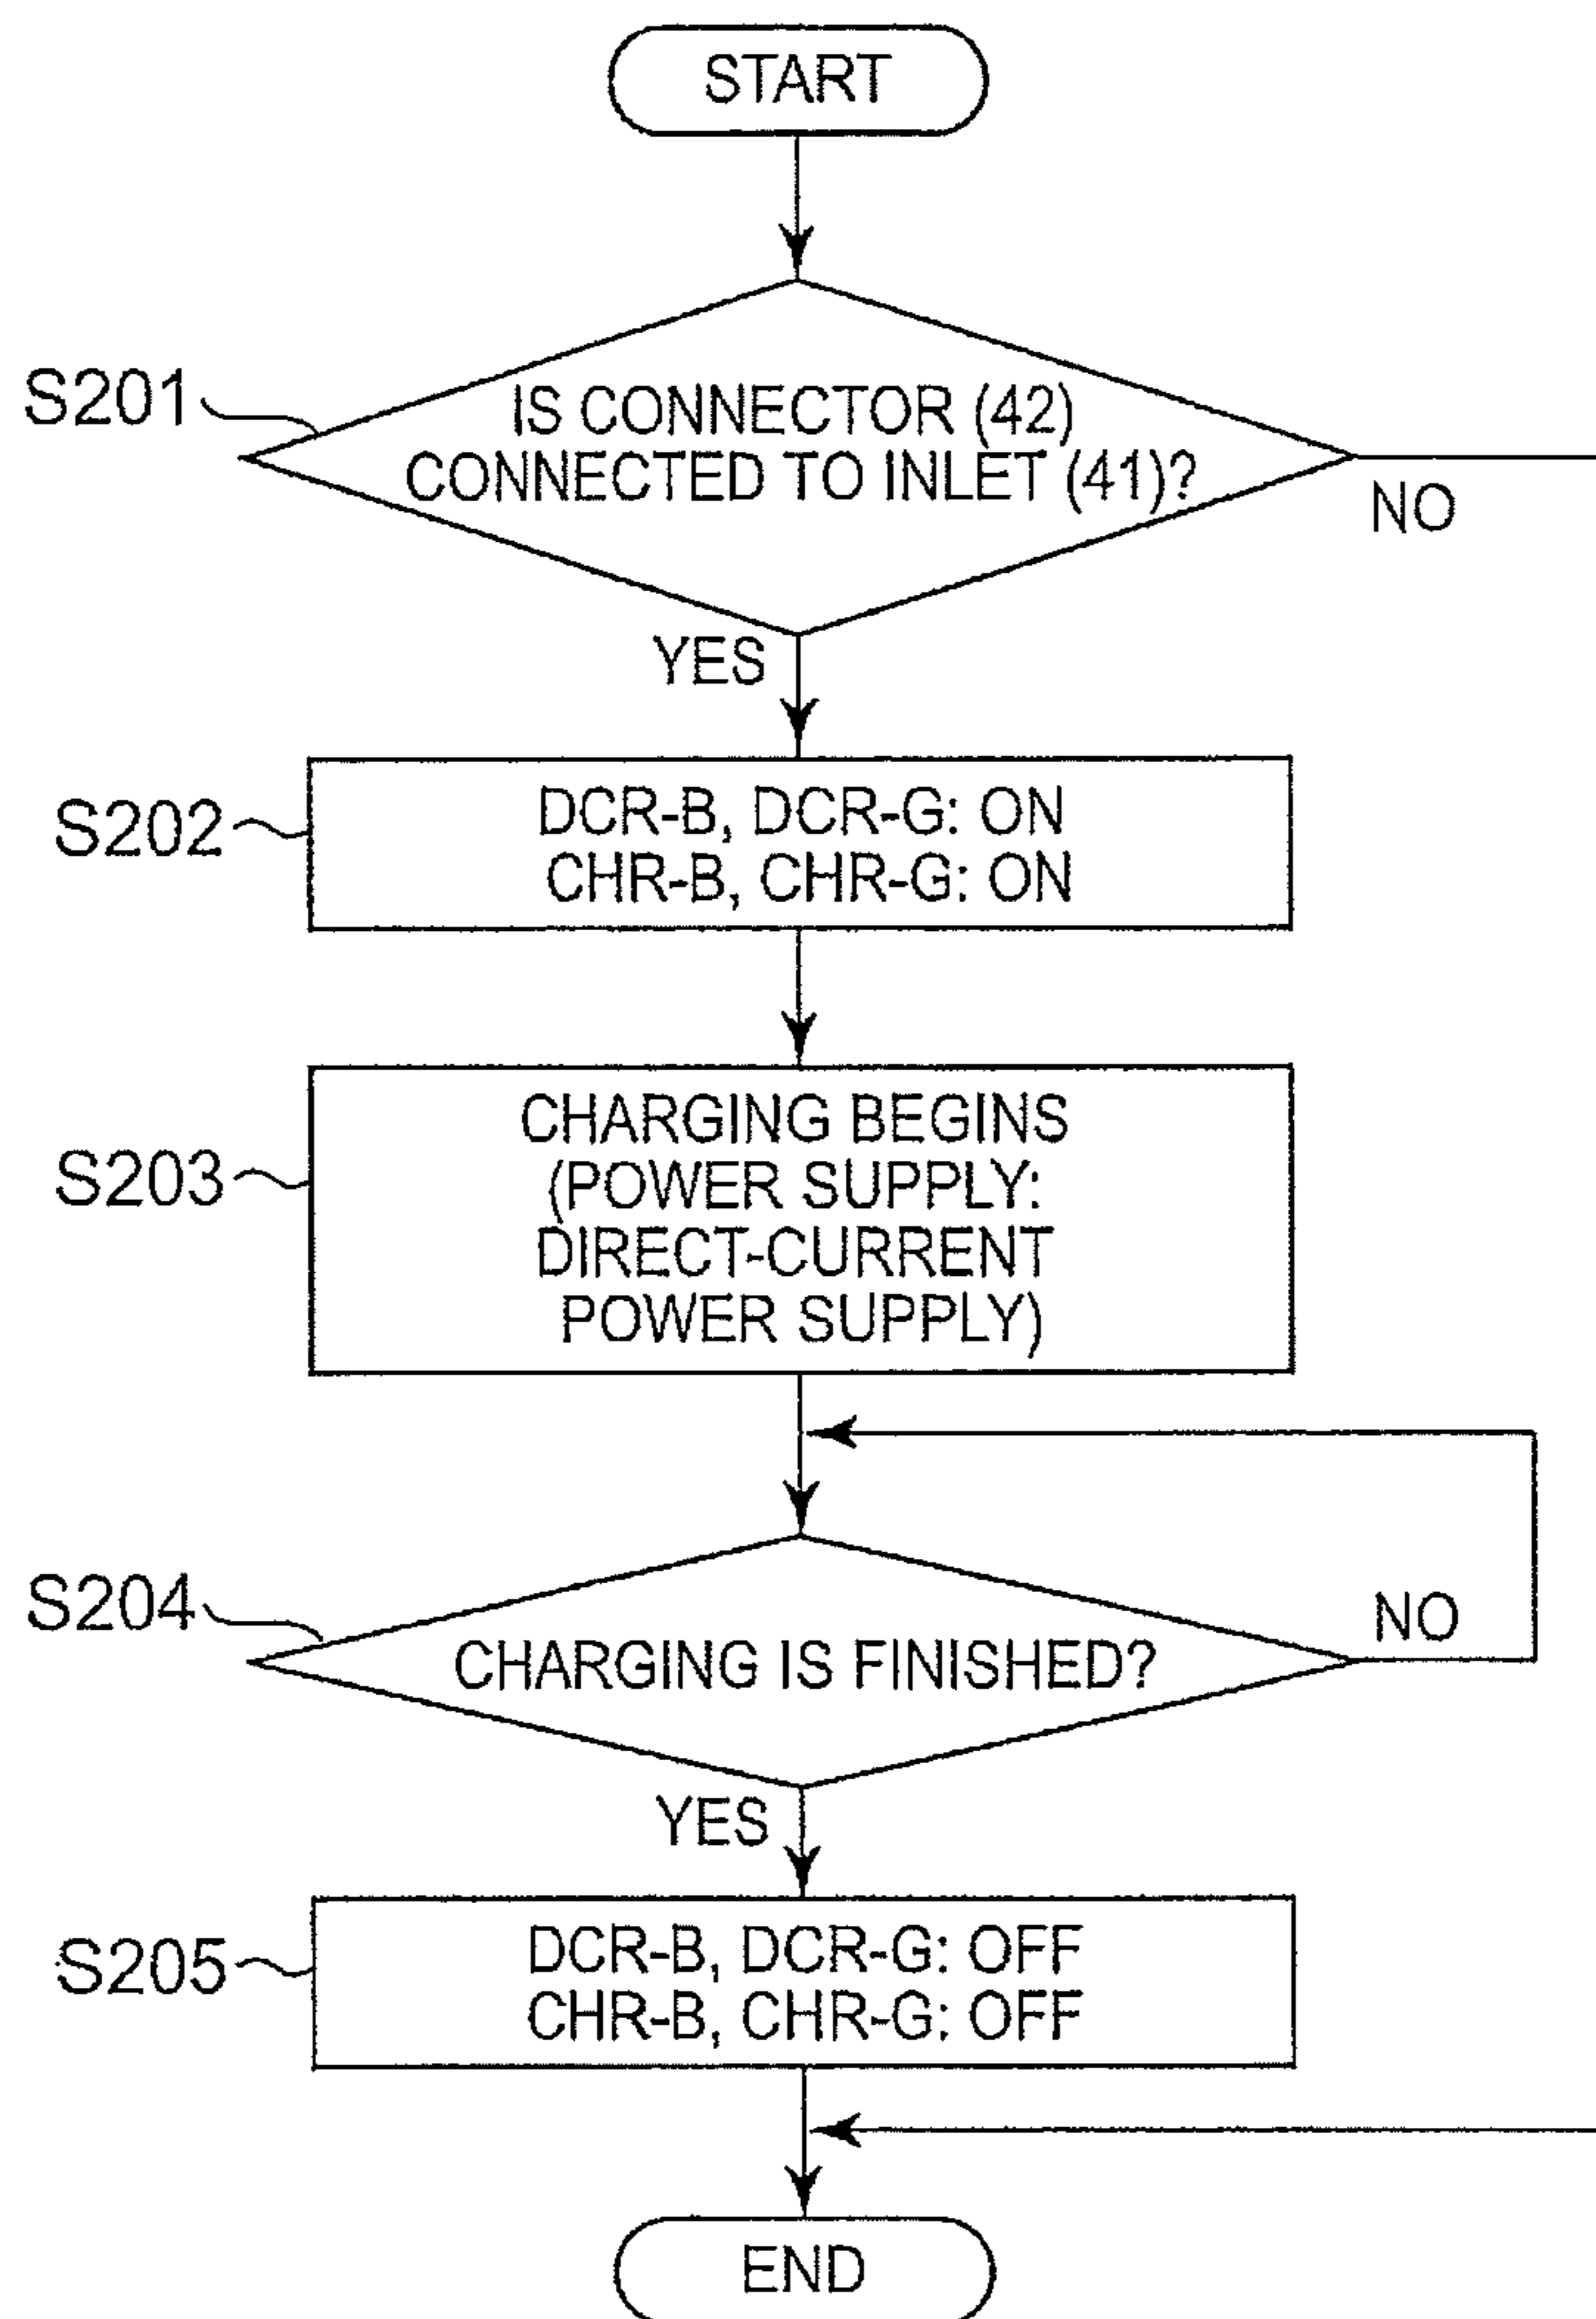 START
S201
IS CONNECTOR (42)
CONNECTED TO INLET (41)?
NO
YES
S202
DCR-B, DCR-G: ON
CHR-B, CHR-G: ON
S203
CHARGING BEGINS
(POWER SUPPLY:
DIRECT-CURRENT
POWER SUPPLY)
S204
CHARGING IS FINISHED?
NO
YES
S205
DCR-B, DCR-G: OFF
CHR-B, CHR-G: OFF
END